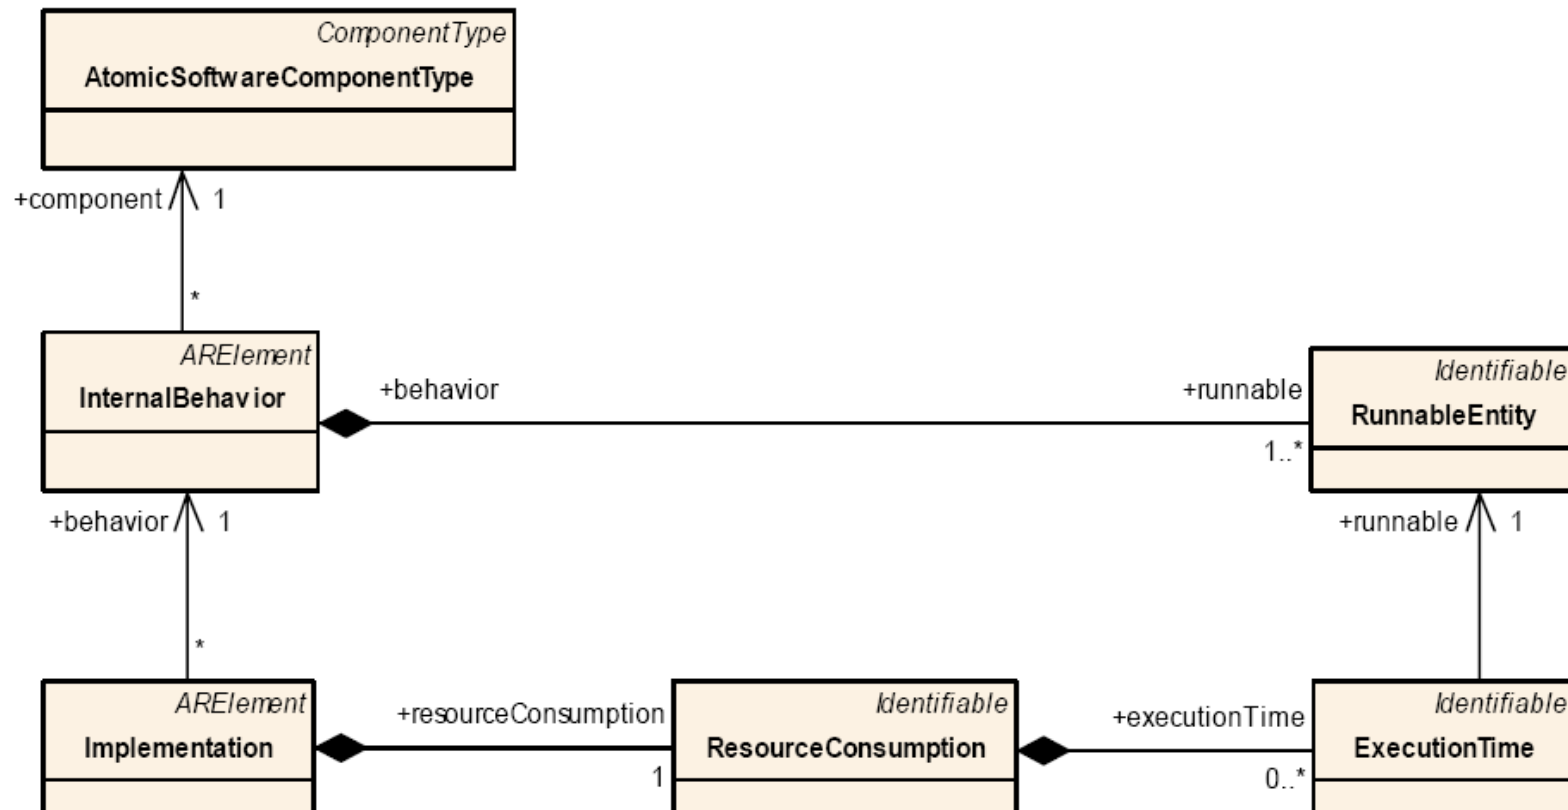 ComponentType
AtomicSoftwareComponentType
+component 1
*
ARElement
InternalBehavior
+behavior
+runnable
1..*
Identifiable
RunnableEntity
+behavior 1
+runnable 1
*
ARElement
Implementation
+resourceConsumption
1
Identifiable
ResourceConsumption
+executionTime
0..*
Identifiable
ExecutionTime